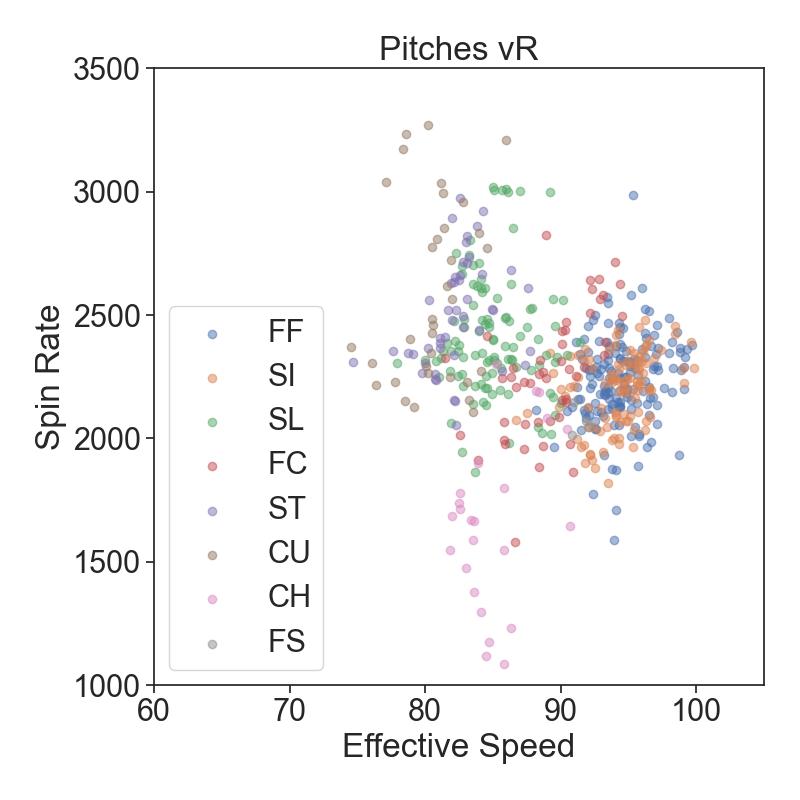 Pitches vR
3500
3000
2500
2000
1500
1000
Spin Rate
FF
SI
SL
FC
ST
CU
CH
FS
60 70 80 90 100
Effective Speed